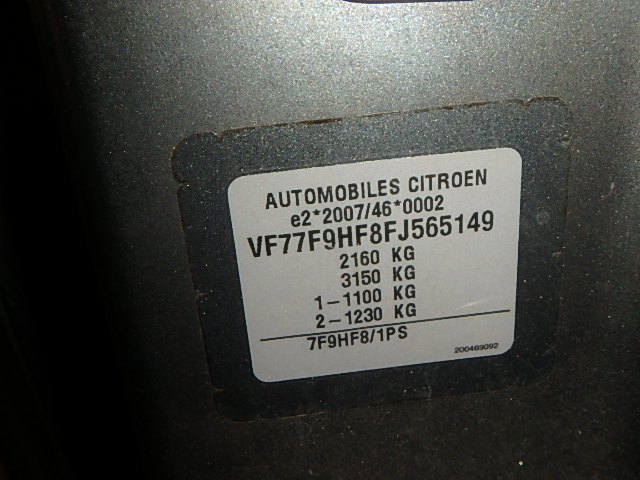 AUTOMOBILES CITROEN
e2*2007/46*0002
VF77F9HF8FJ565149
2160 KG
3150 KG
1-1100 KG
2-1230 KG
7F9HF8/1PS
200469092